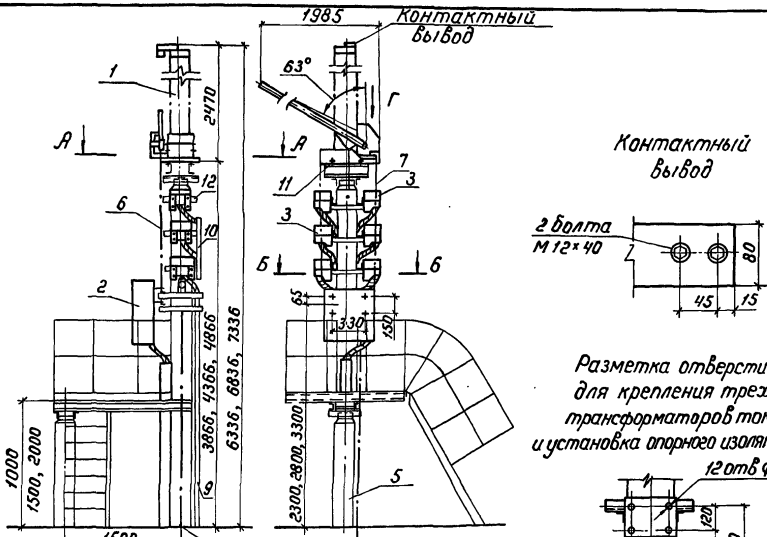 1985
Контактный
вывод
63°
1
Г
2470
А
А
7
12
11
3
6
3
10
Б
2
65
330
150
3866, 4366, 4866
6336, 6836, 7336
1000
1500, 2000
2300, 2800, 3300
9
5
Контактный
вывод
2 болта
М 12×40
80
45
15
Разметка отверсти
для крепления трех
трансформаторов то
и установка опорного изоля
12 отв
120